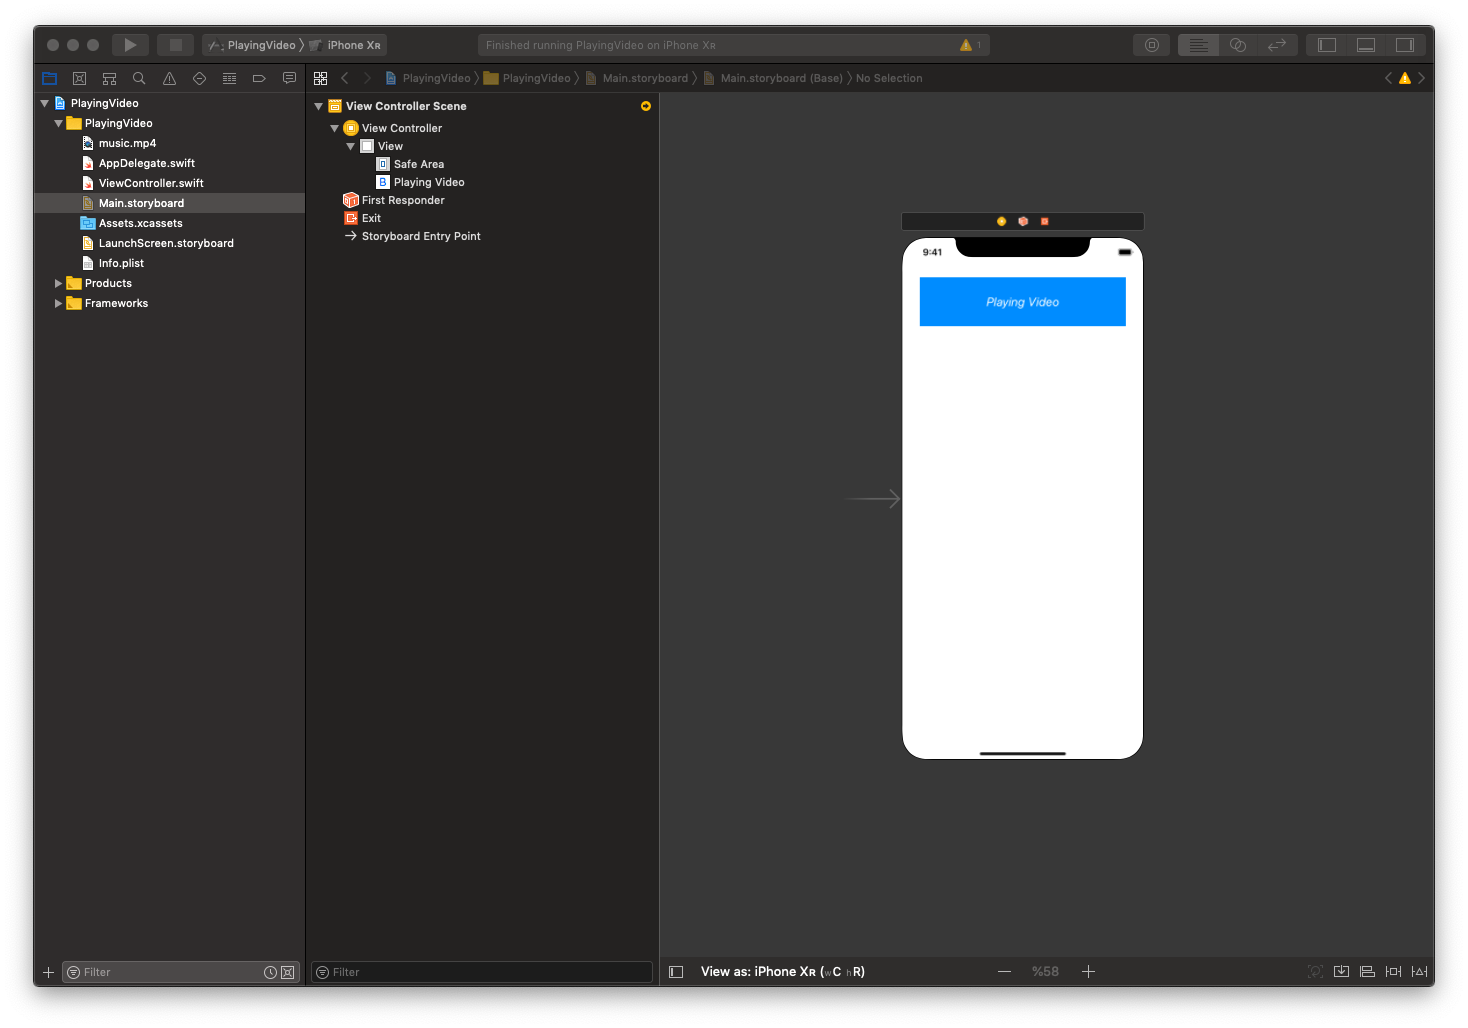 PlayingVideo 〉 iPhone Xʀ
Finished running PlayingVideo on iPhone Xʀ
1
PlayingVideo 〉 PlayingVideo 〉 Main.storyboard 〉 Main.storyboard (Base) 〉 No Selection
PlayingVideo
PlayingVideo
music.mp4
AppDelegate.swift
ViewController.swift
Main.storyboard
Assets.xcassets
LaunchScreen.storyboard
Info.plist
Products
Frameworks
Filter
View Controller Scene
View Controller
View
Safe Area
B Playing Video
First Responder
Exit
Storyboard Entry Point
Filter
9:41
Playing Video
View as: iPhone Xʀ (wC hR)
%58